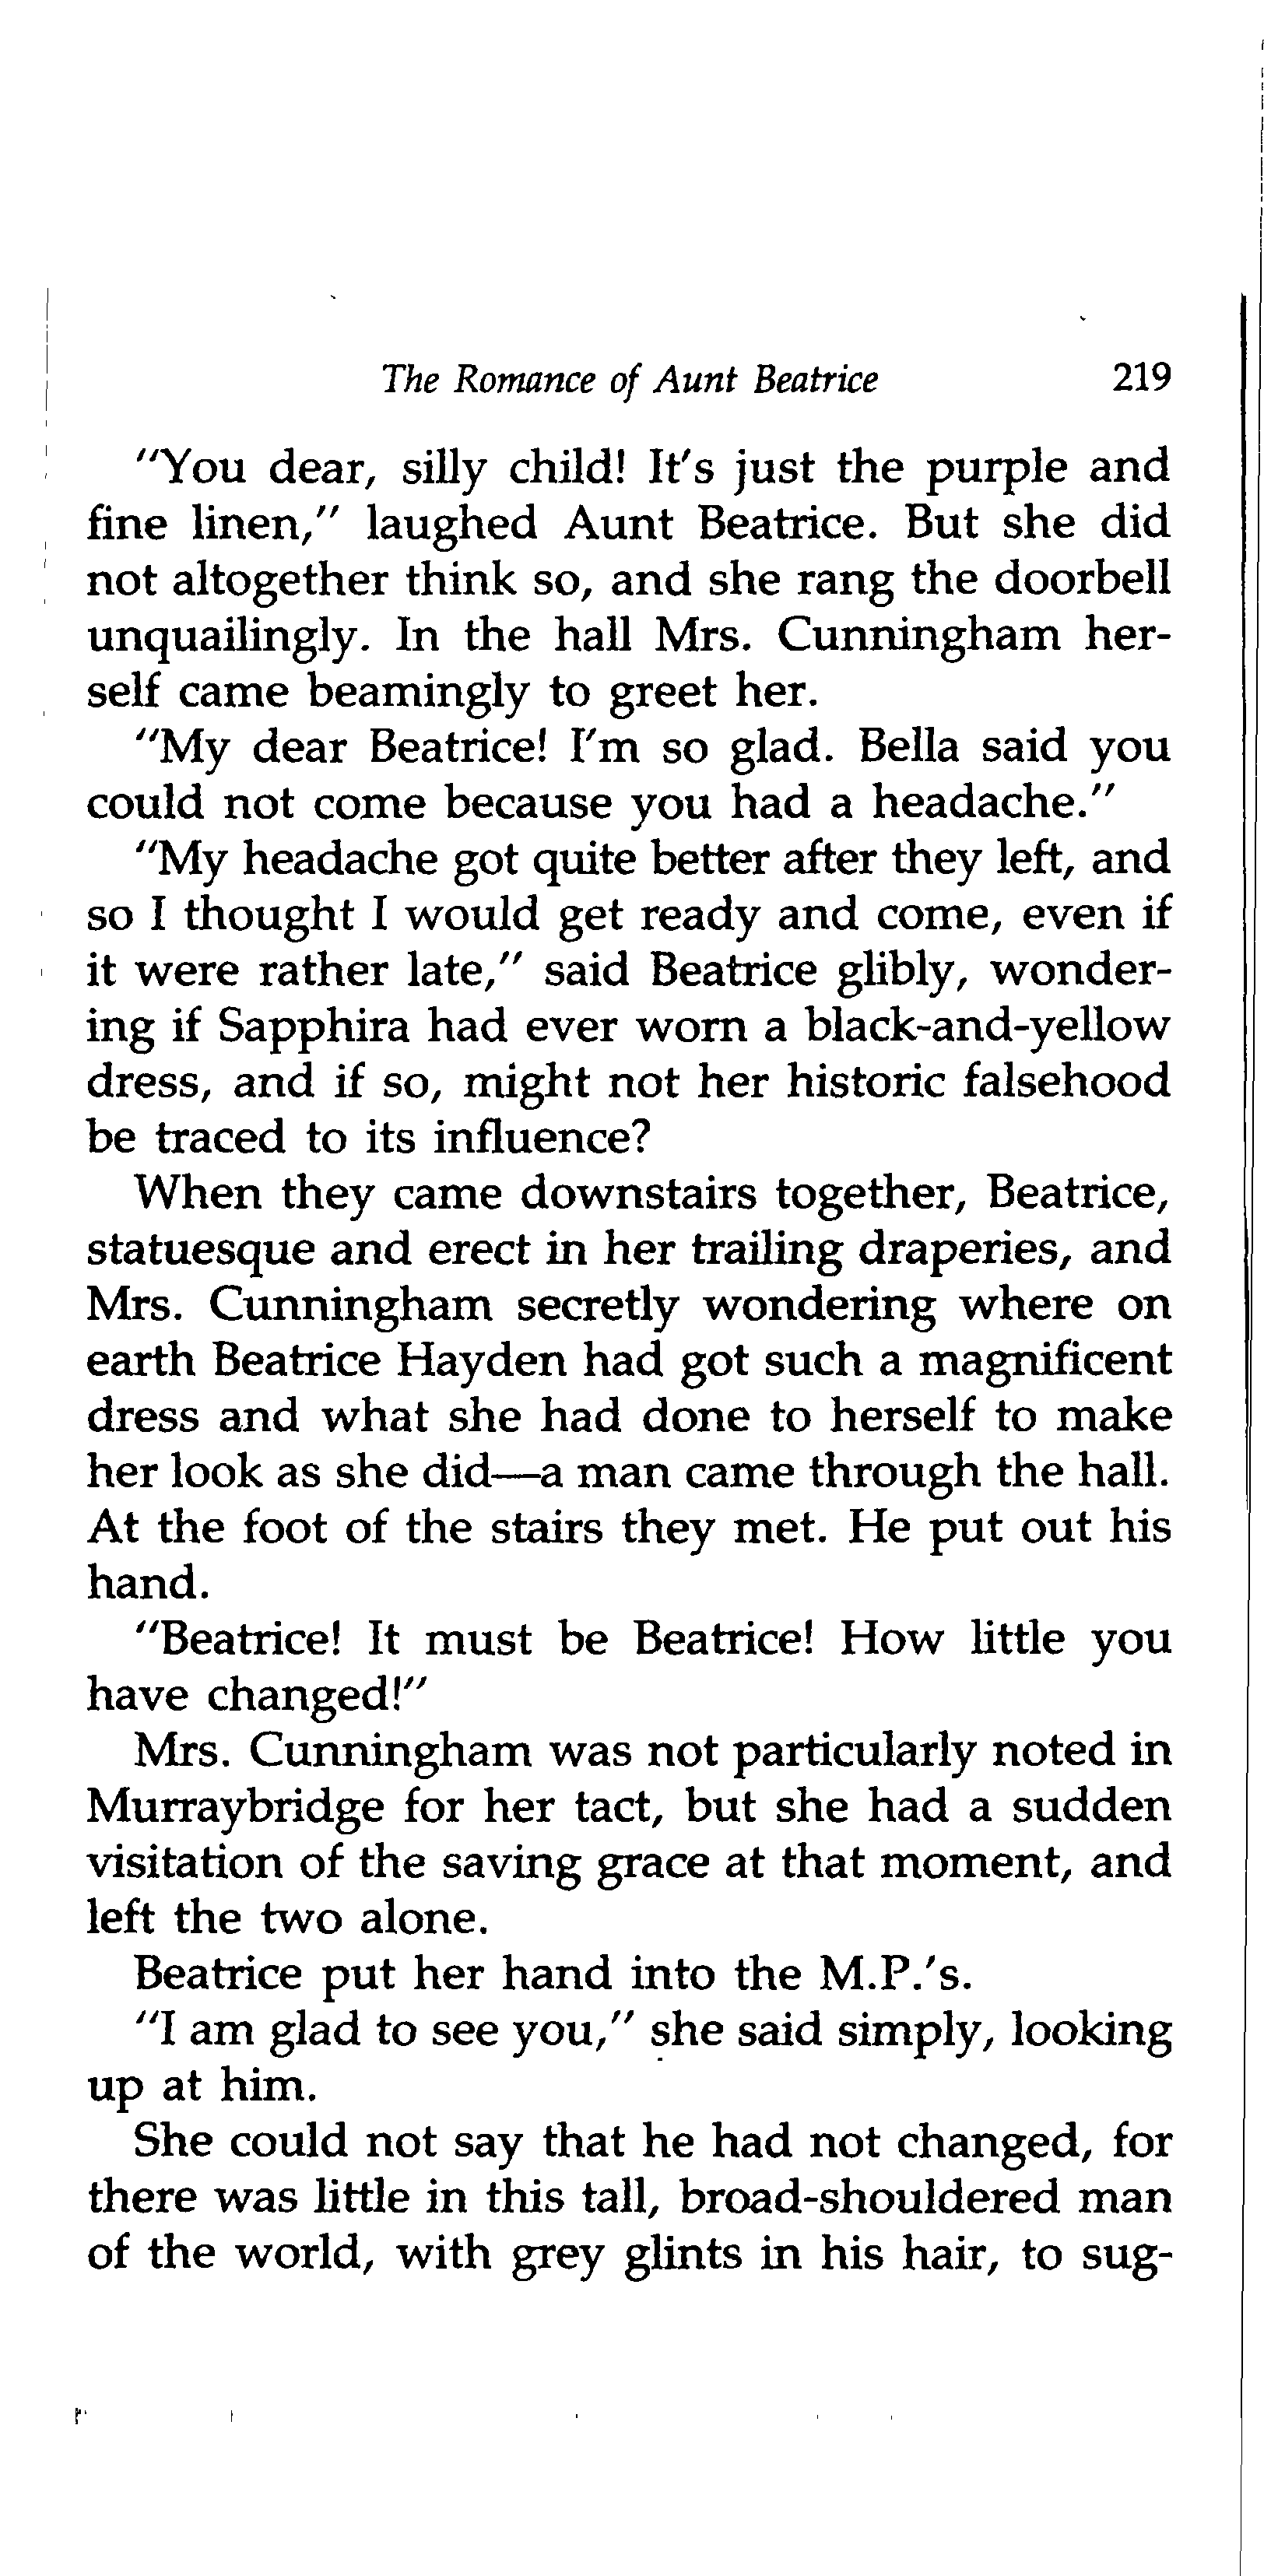 The Romance of Aunt Beatrice 219
"You dear, silly child! It's just the purple and
fine linen," laughed Aunt Beatrice. But she did
not altogether think so, and she rang the doorbell
unquailingly. In the hall Mrs. Cunningham her-
self came beamingly to greet her.
"My dear Beatrice! I'm so glad. Bella said you
could not come because you had a headache."
"My headache got quite better after they left, and
so I thought I would get ready and come, even if
it were rather late," said Beatrice glibly, wonder-
ing if Sapphira had ever worn a black-and-yellow
dress, and if so, might not her historic falsehood
be traced to its influence?
When they came downstairs together, Beatrice,
statuesque and erect in her trailing draperies, and
Mrs. Cunningham secretly wondering where on
earth Beatrice Hayden had got such a magnificent
dress and what she had done to herself to make
her look as she did—a man came through the hall.
At the foot of the stairs they met. He put out his
hand.
"Beatrice! It must be Beatrice! How little you
have changed!"
Mrs. Cunningham was not particularly noted in
Murraybridge for her tact, but she had a sudden
visitation of the saving grace at that moment, and
left the two alone.
Beatrice put her hand into the M.P.'s.
"I am glad to see you," she said simply, looking
up at him.
She could not say that he had not changed, for
there was little in this tall, broad-shouldered man
of the world, with grey glints in his hair, to sug-